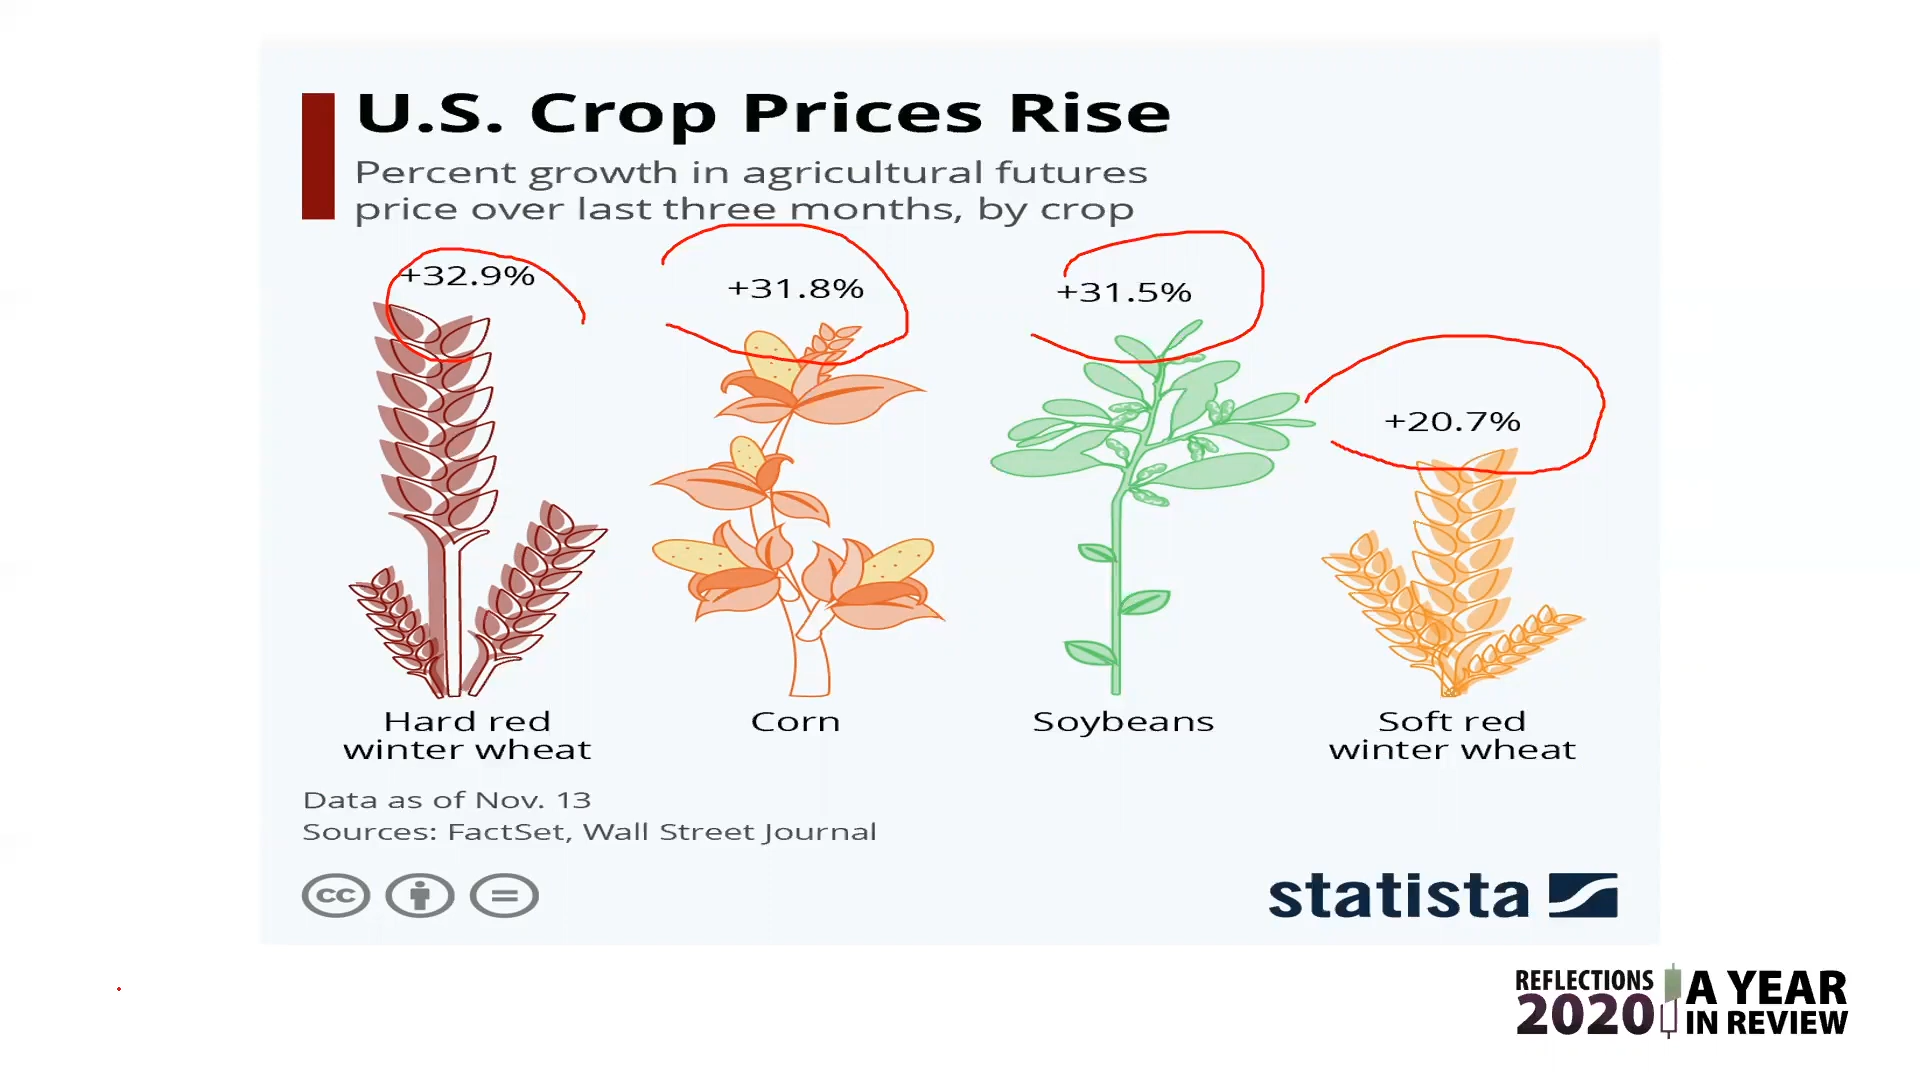 U.S. Crop Prices Rise
Percent growth in agricultural futures
price over last three months, by crop
+32.9%
+31.8%
+31.5%
+20.7%
Hard red
winter wheat
Corn
Soybeans
Soft red
winter wheat
Data as of Nov. 13
Sources: FactSet, Wall Street Journal
cc
=
statista
REFLECTIONS
2020
A YEAR
IN REVIEW